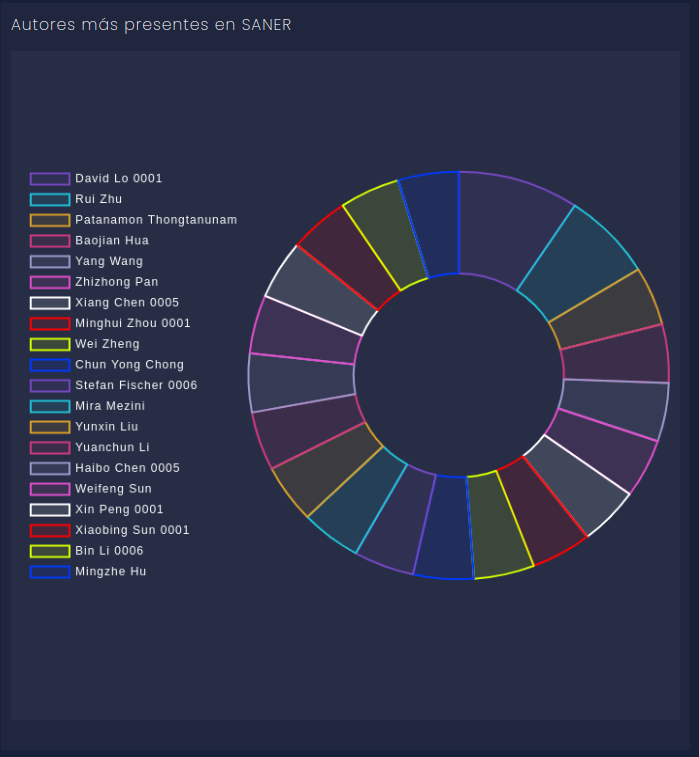 Autores más presentes en SANER
David Lo 0001
Rui Zhu
Patanamon Thongtanunam
Baojian Hua
Yang Wang
Zhizhong Pan
Xiang Chen 0005
Minghui Zhou 0001
Wei Zheng
Chun Yong Chong
Stefan Fischer 0006
Mira Mezini
Yunxin Liu
Yuanchun Li
Haibo Chen 0005
Weifeng Sun
Xin Peng 0001
Xiaobing Sun 0001
Bin Li 0006
Mingzhe Hu